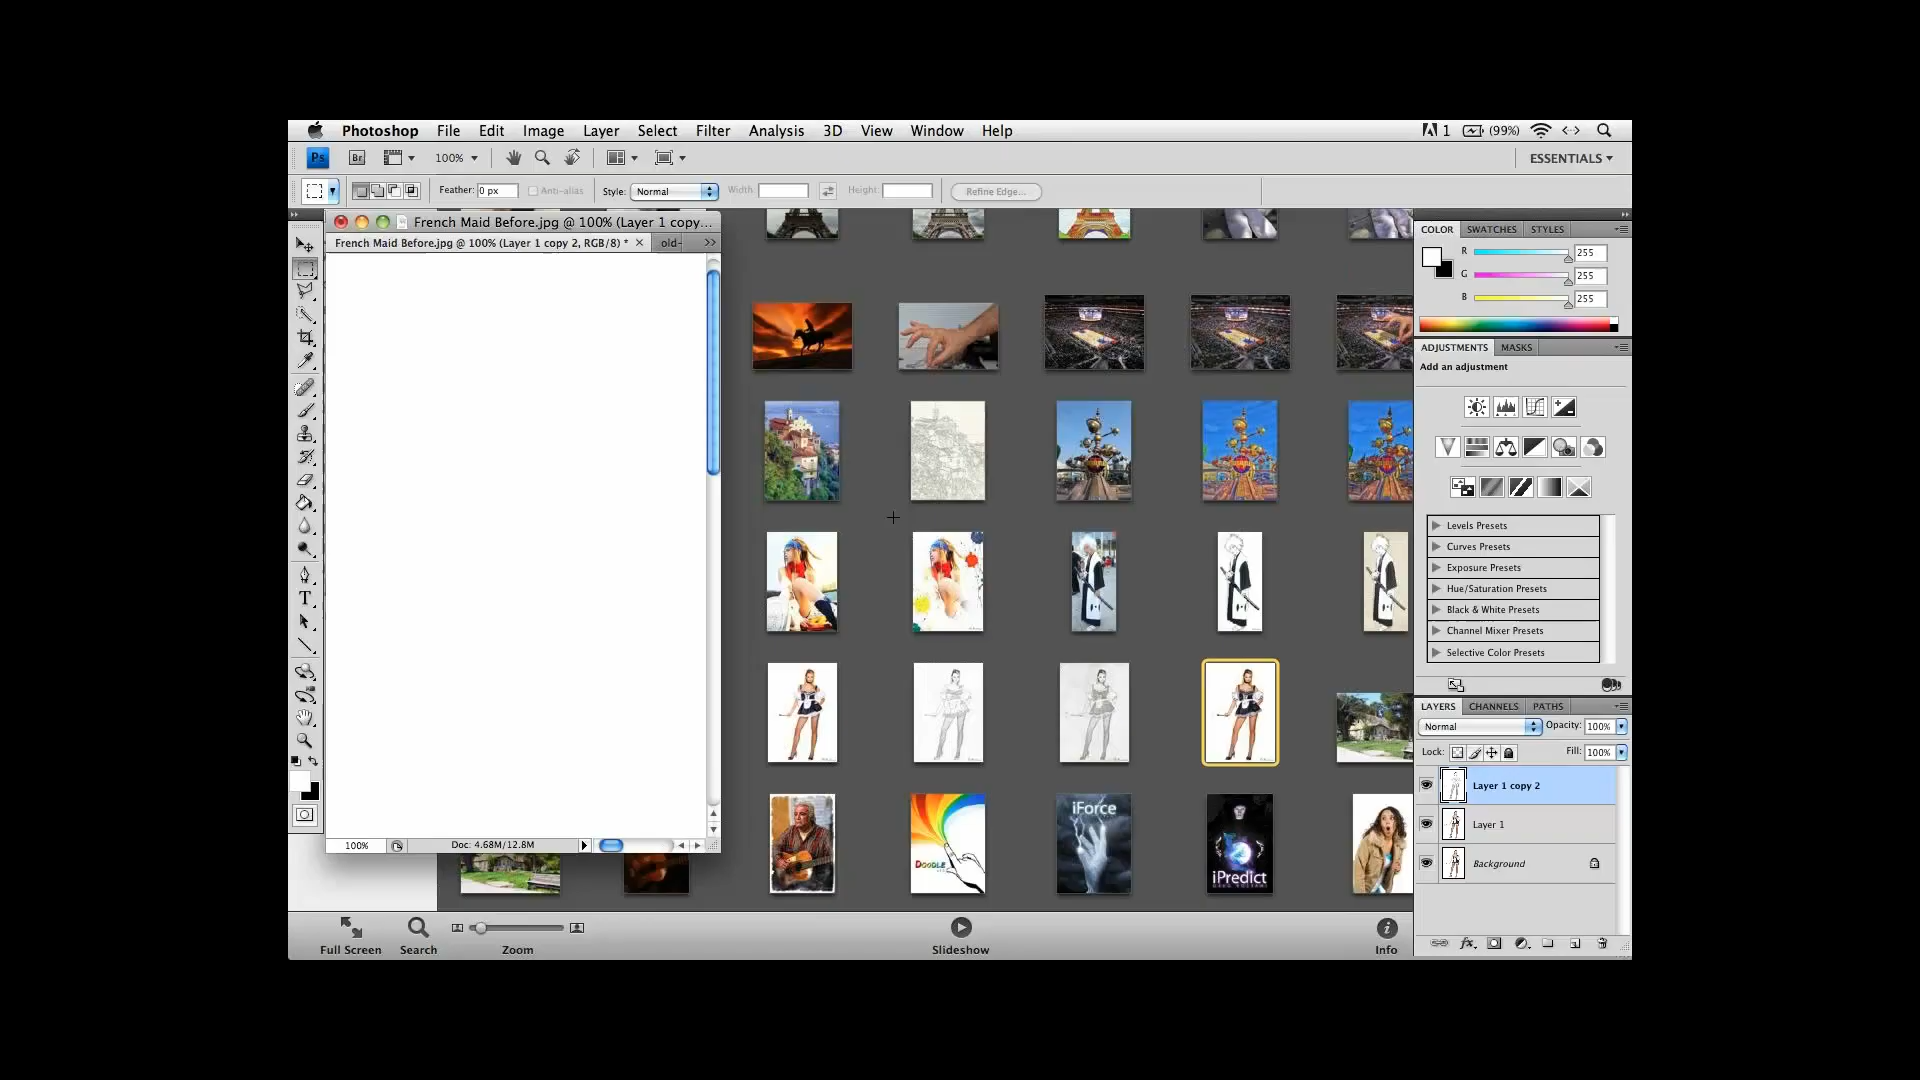 Photoshop File Edit Image Layer Select Filter Analysis 3D View Window Help 1 (99%)
Ps Br 100% ESSENTIALS
Feather: 0 px Anti-alias Style: Normal Width: Height: Refine Edge...
French Maid Before.jpg @ 100% (Layer 1 copy...
French Maid Before.jpg @ 100% (Layer 1 copy 2, RGB/8) * × old- >>
COLOR SWATCHES STYLES
R 255
G 255
B 255
ADJUSTMENTS MASKS
Add an adjustment
Levels Presets
Curves Presets
Exposure Presets
Hue/Saturation Presets
Black & White Presets
Channel Mixer Presets
Selective Color Presets
LAYERS CHANNELS PATHS
Normal Opacity: 100%
Lock: Fill: 100%
Layer 1 copy 2
Layer 1
Background
T
iForce
DOODLE
iPredict
100% Doc: 4.68M/12.8M
Full Screen Search Zoom Slideshow Info
fx